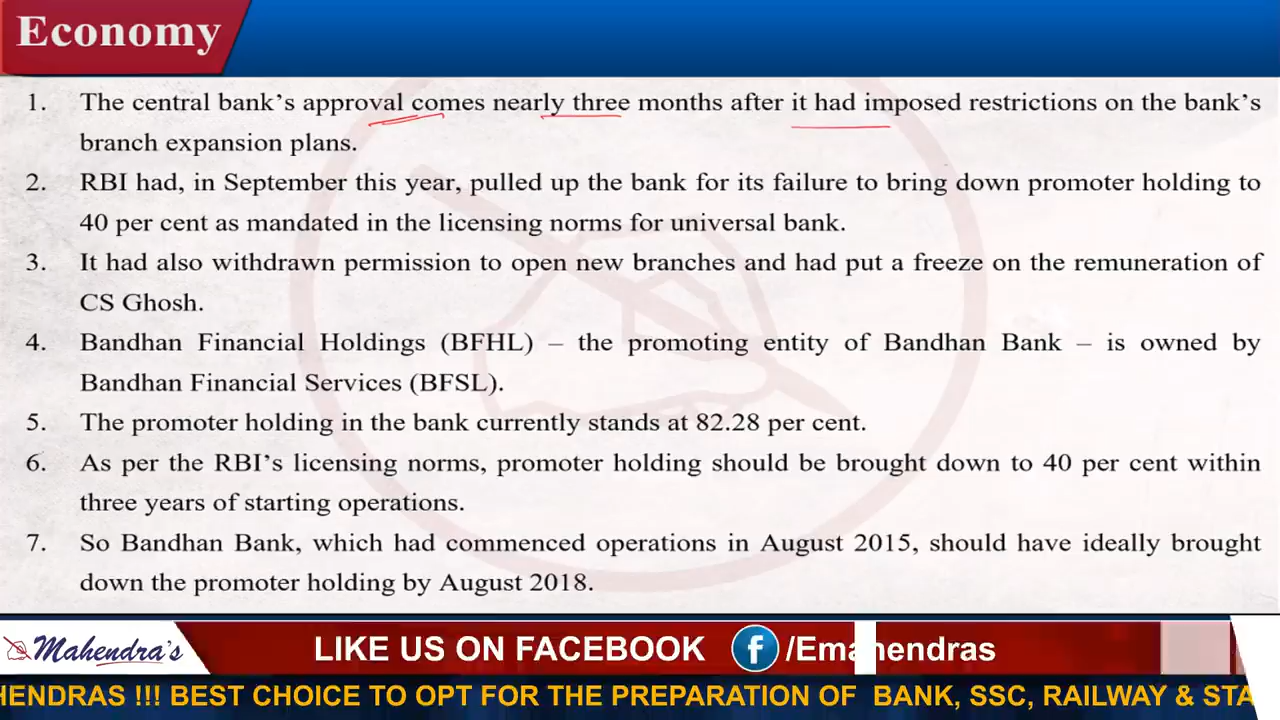 Economy
1. The central bank's approval comes nearly three months after it had imposed restrictions on the bank's
branch expansion plans.
2. RBI had, in September this year, pulled up the bank for its failure to bring down promoter holding to
40 per cent as mandated in the licensing norms for universal bank.
3. It had also withdrawn permission to open new branches and had put a freeze on the remuneration of
CS Ghosh.
4. Bandhan Financial Holdings (BFHL) – the promoting entity of Bandhan Bank – is owned by
Bandhan Financial Services (BFSL).
5. The promoter holding in the bank currently stands at 82.28 per cent.
6. As per the RBI's licensing norms, promoter holding should be brought down to 40 per cent within
three years of starting operations.
7. So Bandhan Bank, which had commenced operations in August 2015, should have ideally brought
down the promoter holding by August 2018.
Mahendra's
LIKE US ON FACEBOOK f /Emahendras
HENDRAS !!! BEST CHOICE TO OPT FOR THE PREPARATION OF BANK, SSC, RAILWAY & STA